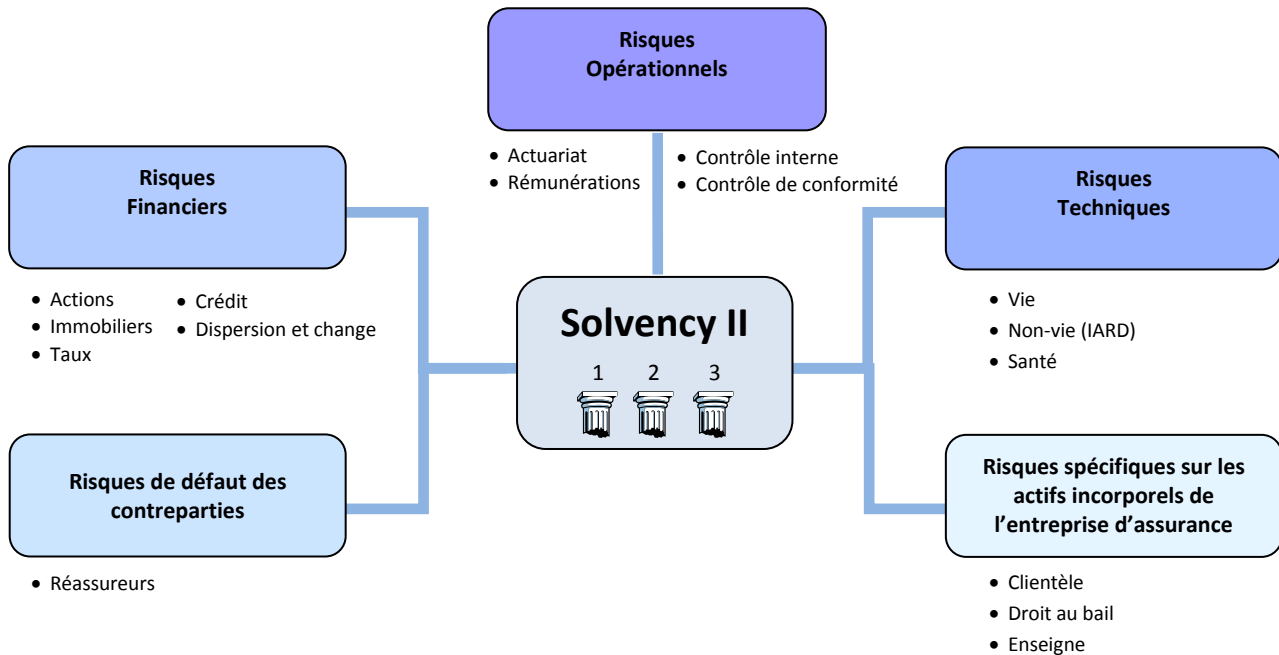 Risques
Opérationnels
• Actuariat
• Rémunérations
• Contrôle interne
• Contrôle de conformité
Risques
Financiers
• Actions
• Immobiliers
• Taux
• Crédit
• Dispersion et change
Risques
Techniques
• Vie
• Non-vie (IARD)
• Santé
Solvency II
1 2 3
Risques de défaut des
contreparties
• Réassureurs
Risques spécifiques sur les
actifs incorporels de
l’entreprise d’assurance
• Clientèle
• Droit au bail
• Enseigne